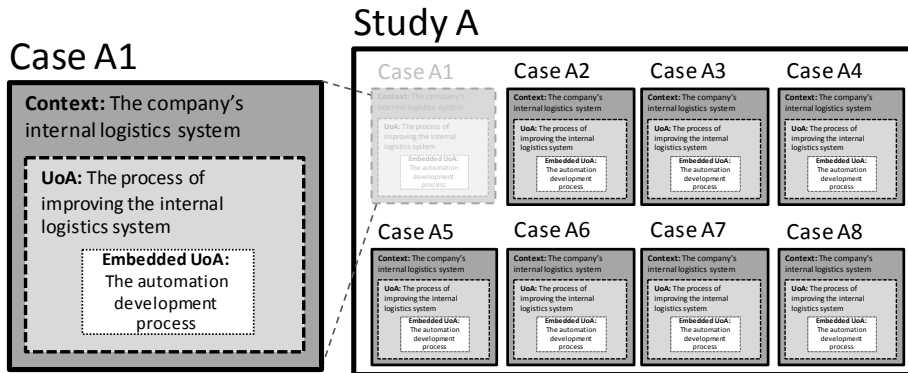 Case A1
Context: The company's
internal logistics system
UoA: The process of
improving the internal
logistics system
Embedded UoA:
The automation
development
process
Study A
Case A1
Context: The company's
internal logistics system
UoA: The process of
improving the internal
logistics system
Embedded UoA:
The automation
development
process
Case A2
Context: The company's
internal logistics system
UoA: The process of
improving the internal
logistics system
Embedded UoA:
The automation
development
process
Case A3
Context: The company's
internal logistics system
UoA: The process of
improving the internal
logistics system
Embedded UoA:
The automation
development
process
Case A4
Context: The company's
internal logistics system
UoA: The process of
improving the internal
logistics system
Embedded UoA:
The automation
development
process
Case A5
Context: The company's
internal logistics system
UoA: The process of
improving the internal
logistics system
Embedded UoA:
The automation
development
process
Case A6
Context: The company's
internal logistics system
UoA: The process of
improving the internal
logistics system
Embedded UoA:
The automation
development
process
Case A7
Context: The company's
internal logistics system
UoA: The process of
improving the internal
logistics system
Embedded UoA:
The automation
development
process
Case A8
Context: The company's
internal logistics system
UoA: The process of
improving the internal
logistics system
Embedded UoA:
The automation
development
process